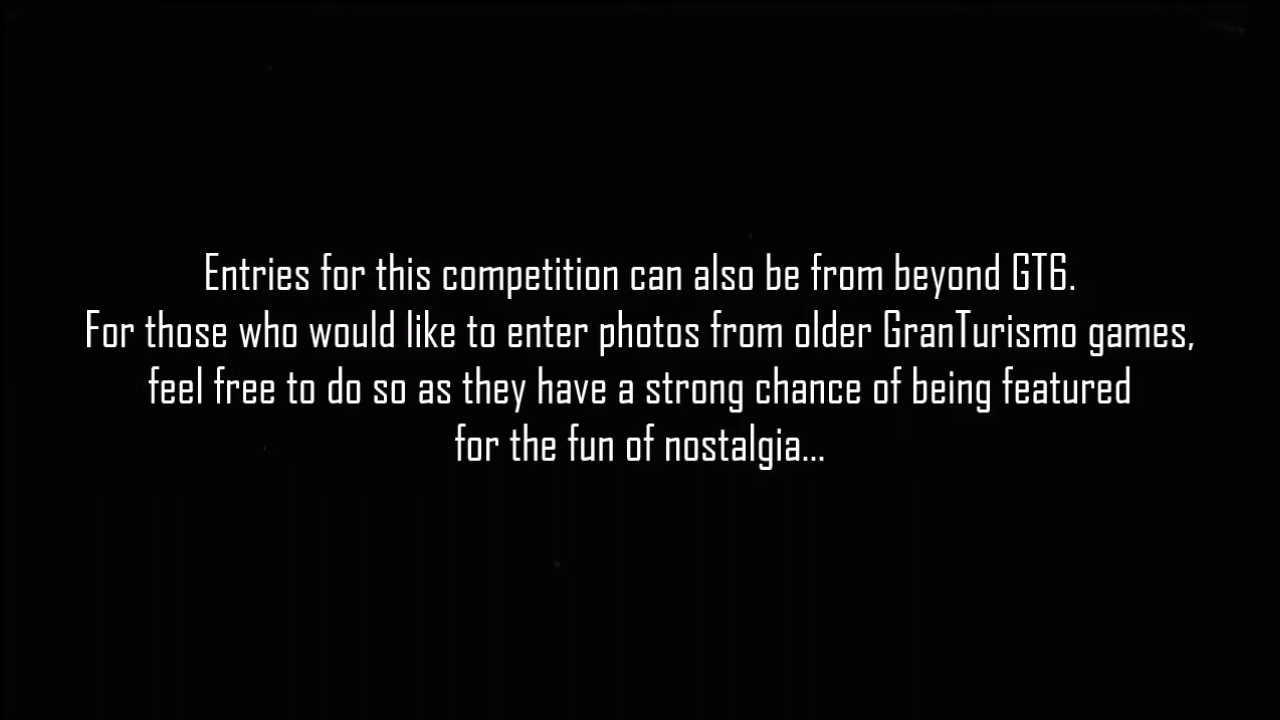 Entries for this competition can also be from beyond GT6.
For those who would like to enter photos from older GranTurismo games,
feel free to do so as they have a strong chance of being featured
for the fun of nostalgia...